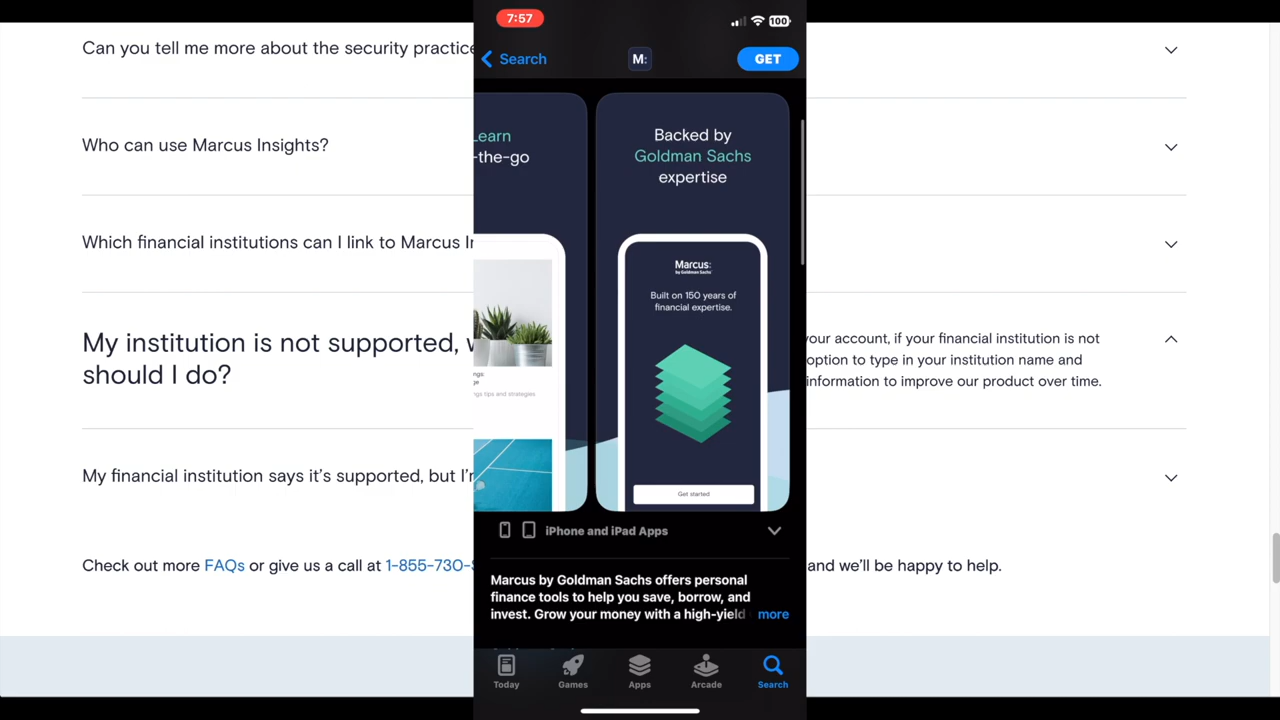 Can you tell me more about the security practice
Who can use Marcus Insights?
Which financial institutions can I link to Marcus
My institution is not supported,
should I do?
your account, if your financial institution is not
option to type in your institution name and
information to improve our product over time.
My financial institution says it's supported, but
Check out more FAQs or give us a call at 1-855-730-
and we'll be happy to help.
7:57
100
Search
M:
GET
Learn
-the-go
ngs:
ge
ngs tips and strategies
Backed by
Goldman Sachs
expertise
Marcus:
by Goldman Sachs
Built on 150 years of
financial expertise.
Get started
iPhone and iPad Apps
Marcus by Goldman Sachs offers personal
finance tools to help you save, borrow, and
invest. Grow your money with a high-yield
more
Today
Games
Apps
Arcade
Search